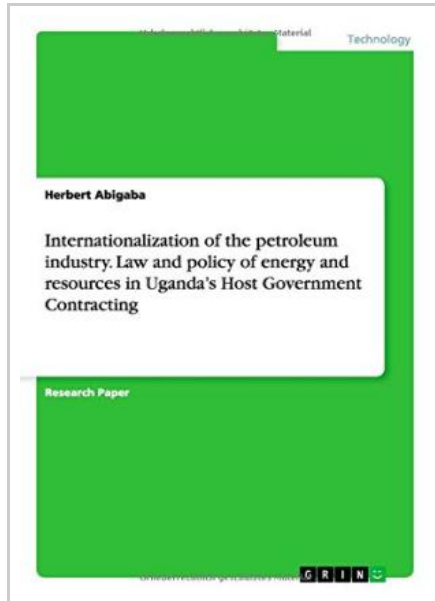 Material
Technology
Herbert Abigaba
Internationalization of the petroleum
industry. Law and policy of energy and
resources in Uganda's Host Government
Contracting
Research Paper
GRIN